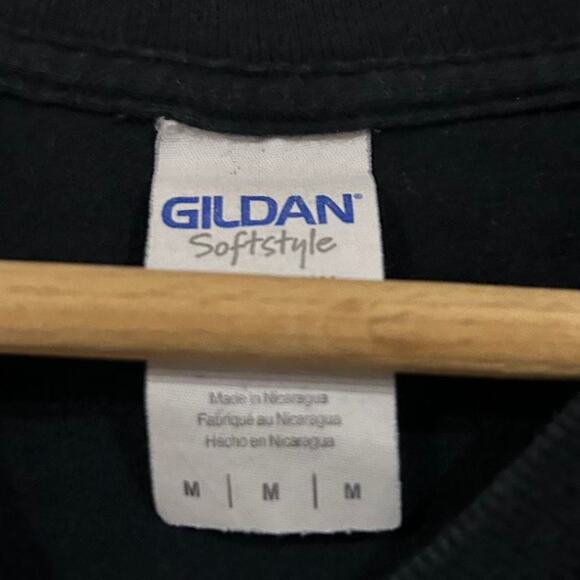 GILDAN®
Softstyle
Made in Nicaragua
Fabriqué au Nicaragua
Hecho en Nicaragua
M | M | M